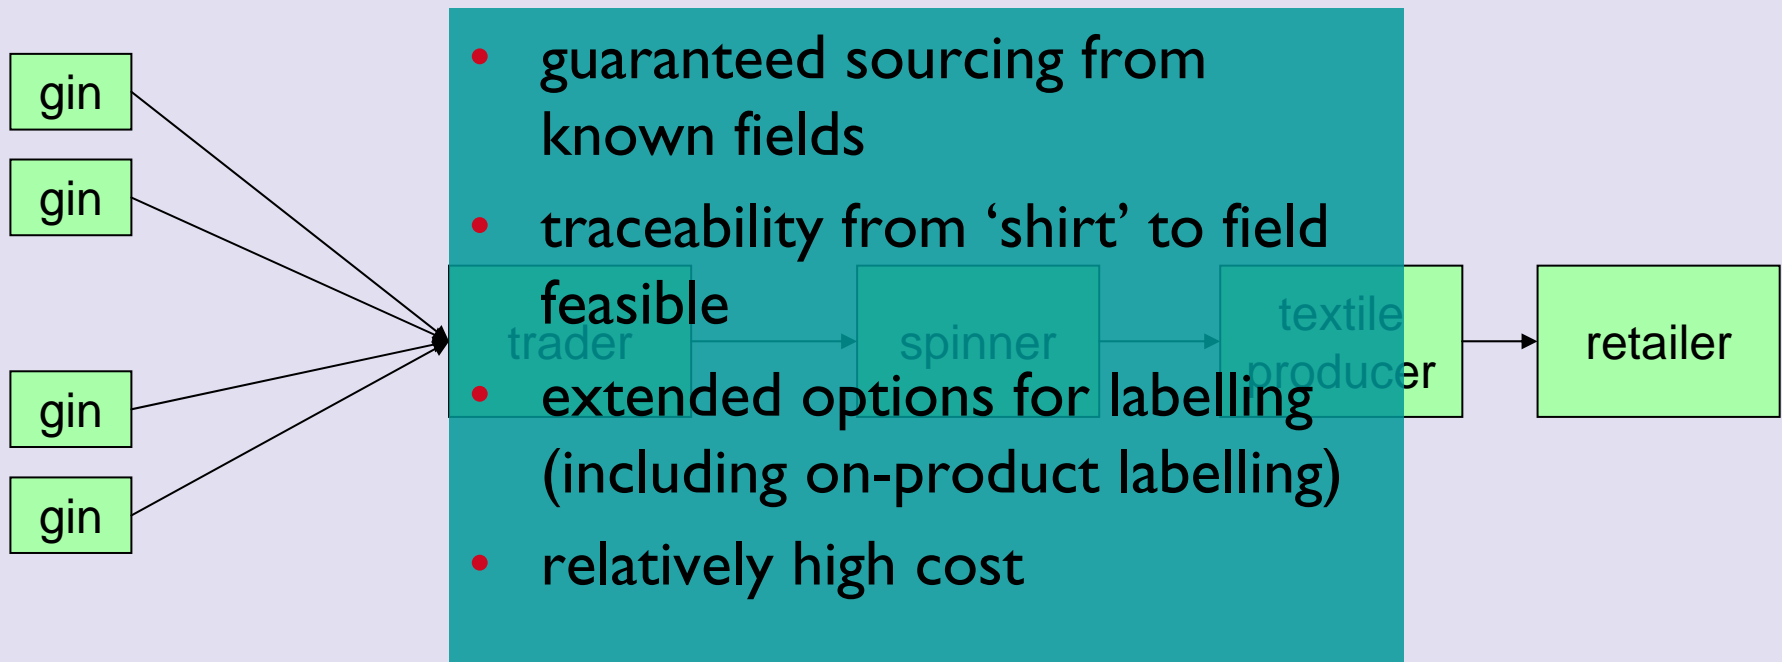 gin
gin
gin
gin
• guaranteed sourcing from
known fields
• traceability from ‘shirt’ to field
feasible
• extended options for labelling
(including on-product labelling)
• relatively high cost
trader
spinner
textile
producer
retailer